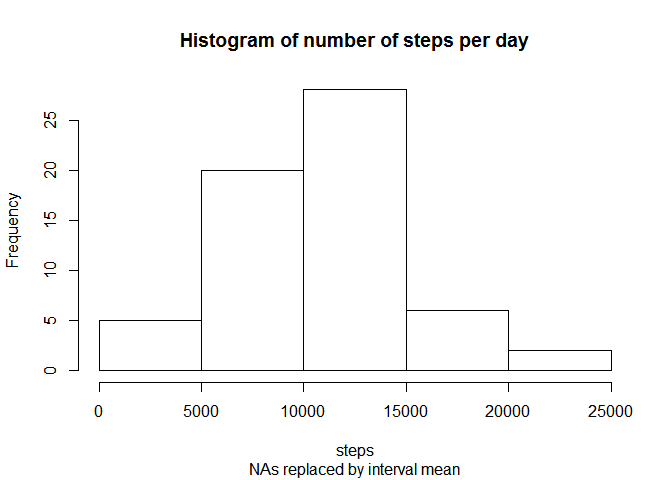 Histogram of number of steps per day
25
20
15
10
5
0
Frequency
0 5000 10000 15000 20000 25000
steps
NAs replaced by interval mean